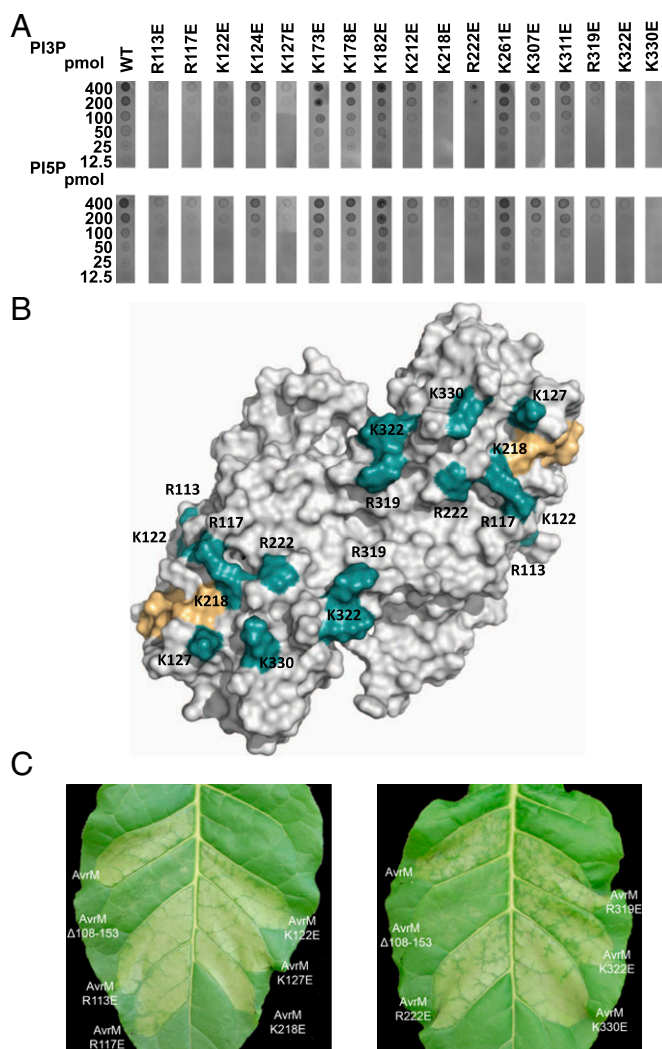 A
PI3P
pmol
WT
R113E
R117E
K122E
K124E
K127E
K173E
K178E
K182E
K212E
K218E
R222E
K261E
K307E
K311E
R319E
K322E
K330E
400
200
100
50
25
12.5
PI5P
pmol
400
200
100
50
25
12.5
B
K330
K127
K322
K218
R319
R222
R117
K122
R113
R113
R117
K122
R222
R319
K218
K322
K127
K330
C
AvrM
AvrM
Δ108-153
AvrM
R113E
AvrM
R117E
AvrM
K122E
AvrM
K127E
AvrM
K218E
AvrM
AvrM
Δ108-153
AvrM
R222E
AvrM
R319E
AvrM
K322E
AvrM
K330E